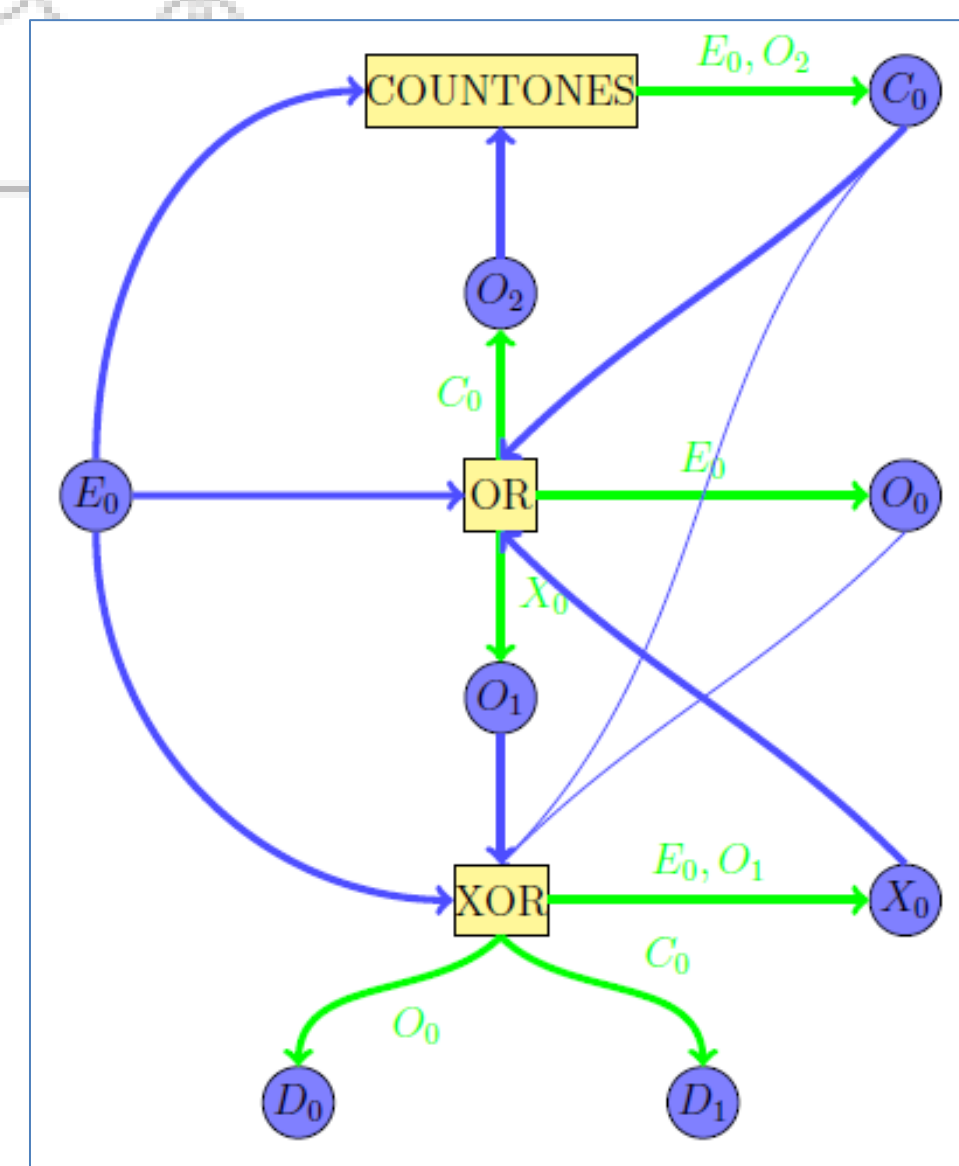 COUNTONES
E₀, O₂
C₀
O₂
C₀
E₀
OR
E₀
O₀
X₀
O₁
E₀, O₁
XOR
X₀
C₀
O₀
D₀
D₁